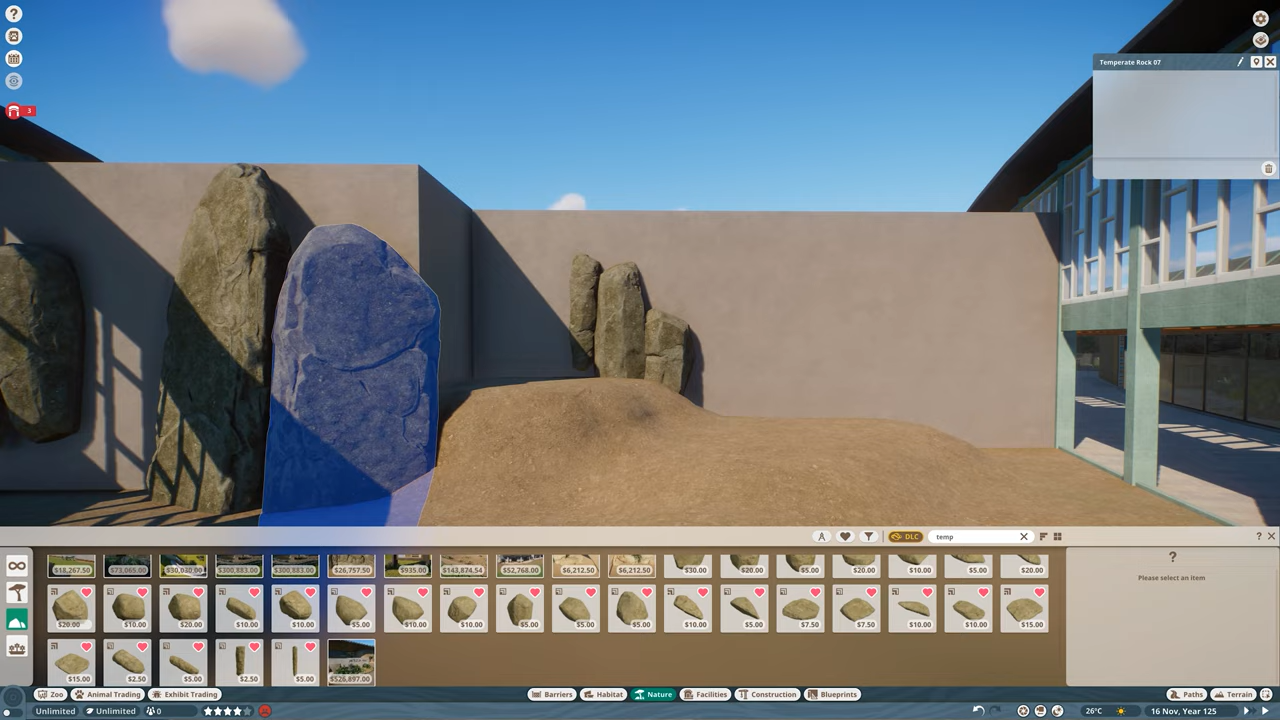 ?
3
Temperate Rock 07
DLC
temp
?
$18,267.50 $73,065.00 $30,030.00 $300,883.00 $300,883.00 $26,757.50 $935.00 $143,874.54 $52,768.00 $6,212.50 $6,212.50 $30.00 $20.00 $5.00 $20.00 $10.00 $5.00 $20.00
?
Please select an item
$20.00 $10.00 $20.00 $10.00 $10.00 $5.00 $10.00 $10.00 $5.00 $5.00 $5.00 $10.00 $5.00 $7.50 $7.50 $10.00 $10.00 $15.00
$15.00 $2.50 $5.00 $2.50 $5.00 $526,897.00
Zoo Animal Trading Exhibit Trading Barriers Habitat Nature Facilities Construction Blueprints Paths Terrain
Unlimited Unlimited 0 26°C 16 Nov, Year 125